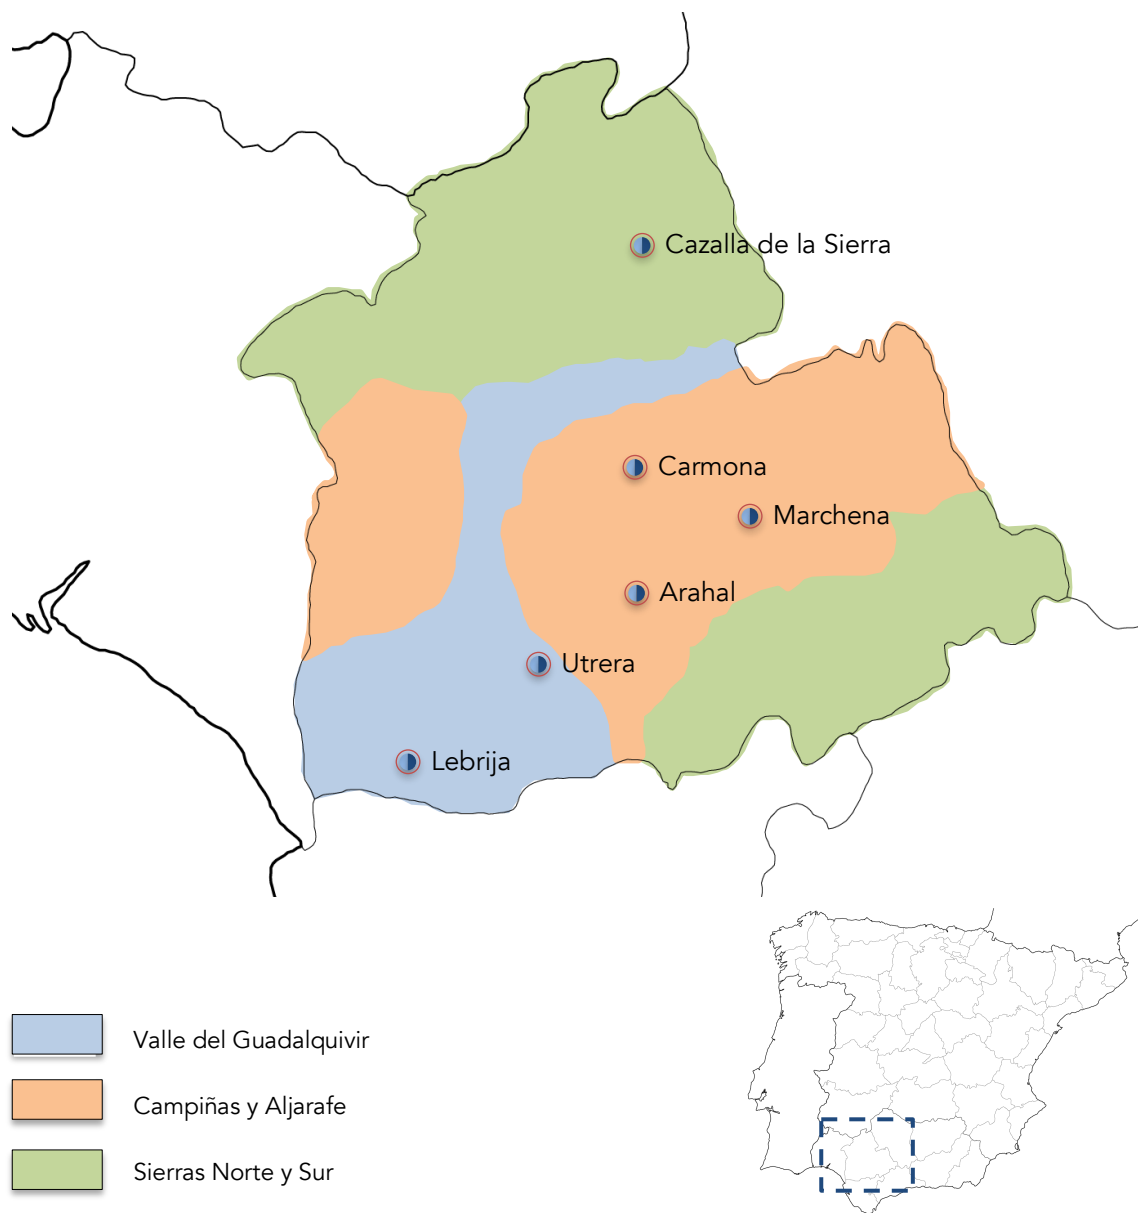 Cazalla de la Sierra
Carmona
Marchena
Arahal
Utrera
Lebrija
Valle del Guadalquivir
Campiñas y Aljarafe
Sierras Norte y Sur